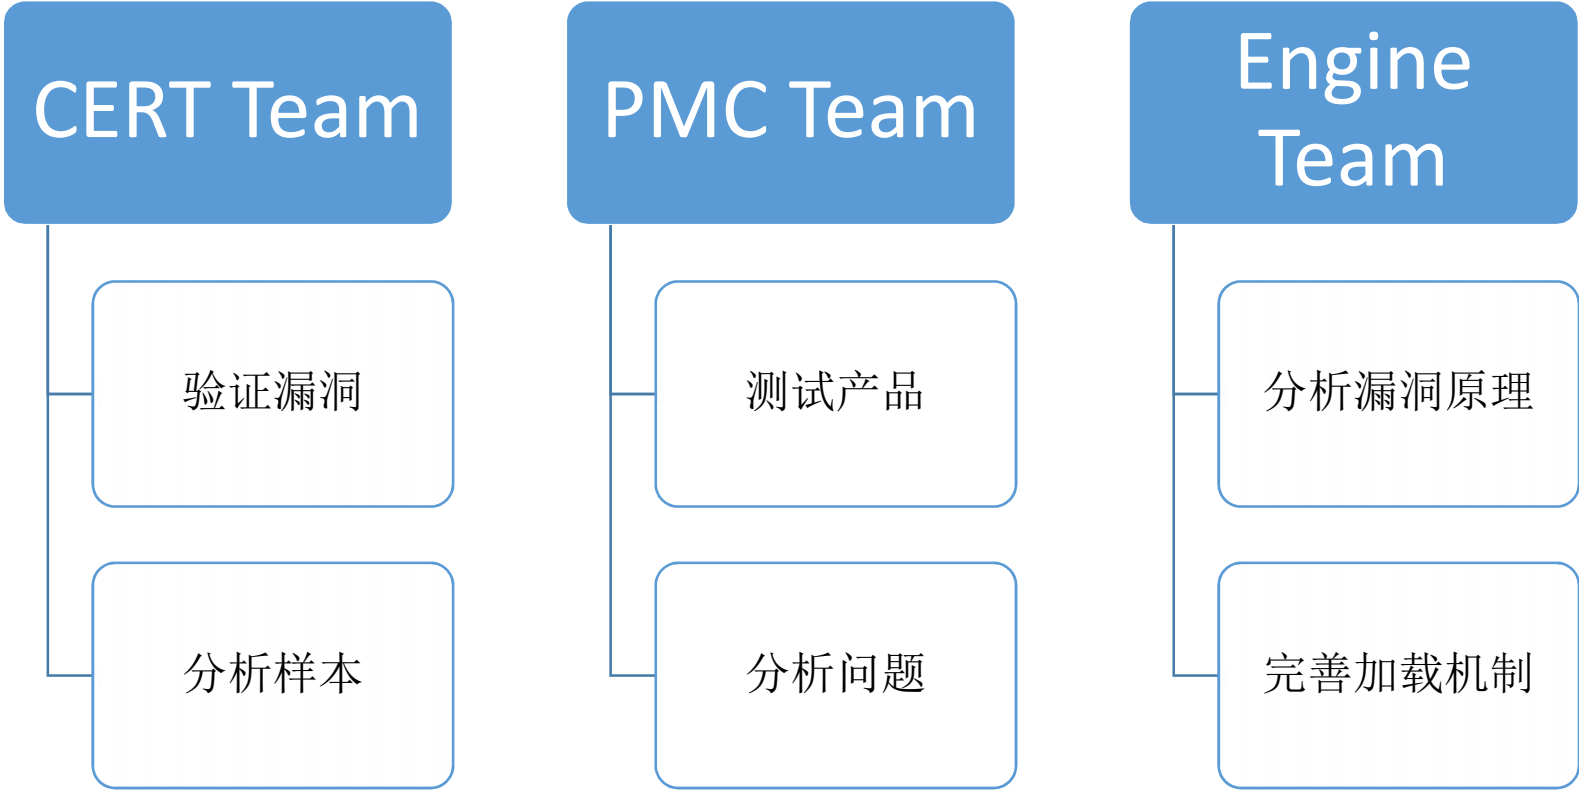 CERT Team
验证漏洞
分析样本
PMC Team
测试产品
分析问题
Engine
Team
分析漏洞原理
完善加载机制